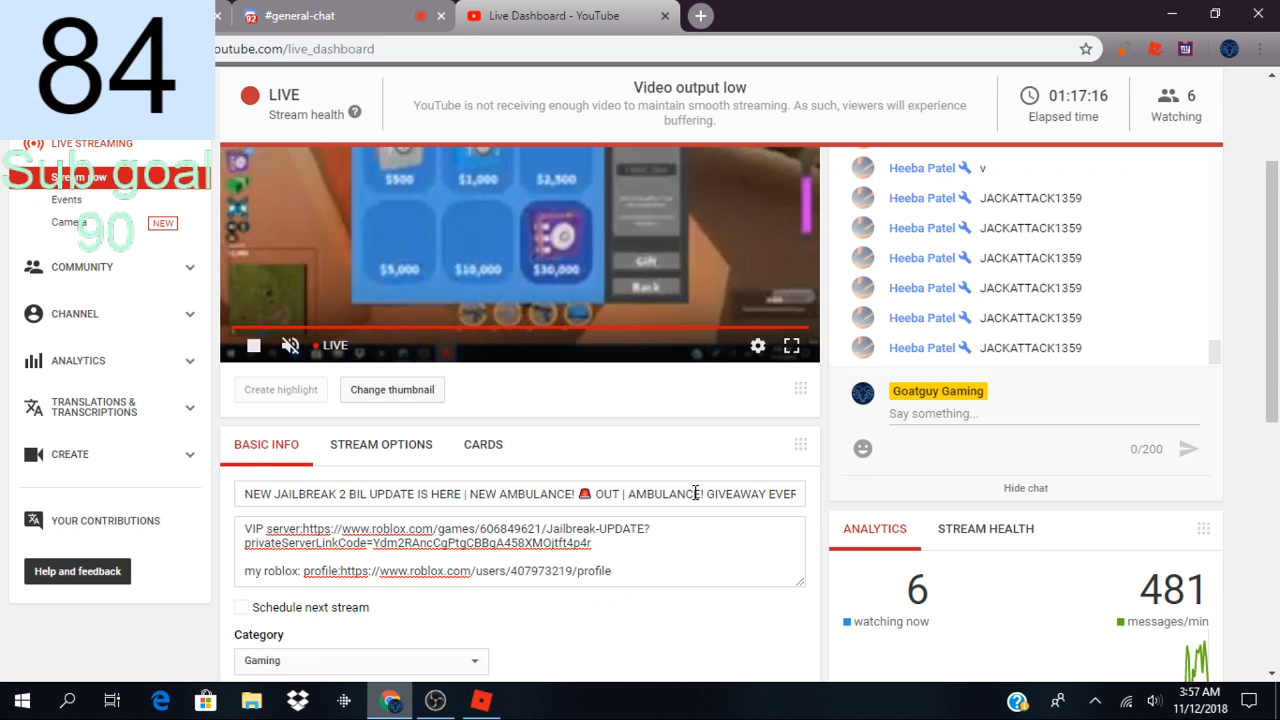 84
Sub goal
90
#general-chat
Live Dashboard - YouTube
outube.com/live_dashboard
LIVE
Stream health
Video output low
YouTube is not receiving enough video to maintain smooth streaming. As such, viewers will experience
buffering.
01:17:16
Elapsed time
6
Watching
LIVE STREAMING
Stream now
Events
Camera
NEW
COMMUNITY
CHANNEL
ANALYTICS
TRANSLATIONS &
TRANSCRIPTIONS
CREATE
YOUR CONTRIBUTIONS
Help and feedback
$500
$1,000
$2,500
$5,000
$10,000
$30,000
Gift
Back
LIVE
Create highlight
Change thumbnail
BASIC INFO
STREAM OPTIONS
CARDS
NEW JAILBREAK 2 BIL UPDATE IS HERE | NEW AMBULANCE! 🚨 OUT | AMBULANCE! GIVEAWAY EVER
VIP server:https://www.roblox.com/games/606849621/Jailbreak-UPDATE?
privateServerLinkCode=Ydm2RAncCgPtgCBBqA458XMOjtft4p4r
my roblox: profile:https://www.roblox.com/users/407973219/profile
Schedule next stream
Category
Gaming
Heeba Patel v
Heeba Patel JACKATTACK1359
Heeba Patel JACKATTACK1359
Heeba Patel JACKATTACK1359
Heeba Patel JACKATTACK1359
Heeba Patel JACKATTACK1359
Heeba Patel JACKATTACK1359
Goatguy Gaming
Say something...
0/200
Hide chat
ANALYTICS
STREAM HEALTH
6
watching now
481
messages/min
3:57 AM
11/12/2018